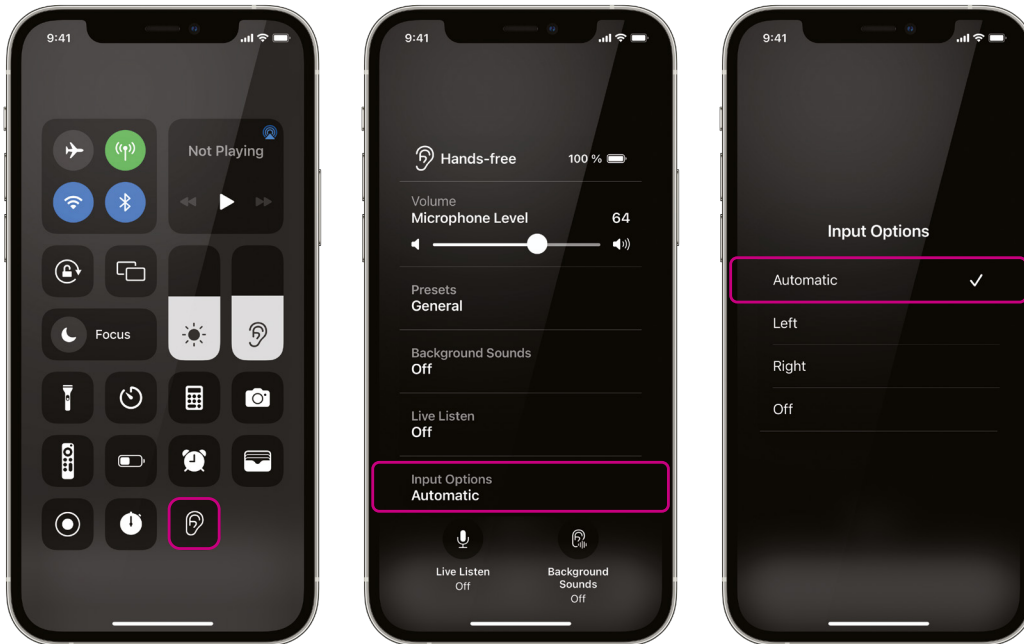 9:41
Not Playing
Focus
9:41
Hands-free 100 %
Volume
Microphone Level 64
Presets
General
Background Sounds
Off
Live Listen
Off
Input Options
Automatic
Live Listen
Off
Background
Sounds
Off
9:41
Input Options
Automatic
Left
Right
Off